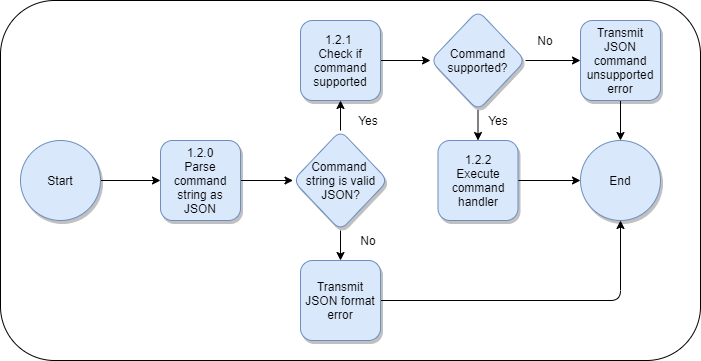 Start
1.2.0
Parse
command
string as
JSON
Command
string is valid
JSON?
Yes
1.2.1
Check if
command
supported
Command
supported?
No
Transmit
JSON
command
unsupported
error
Yes
1.2.2
Execute
command
handler
End
No
Transmit
JSON format
error